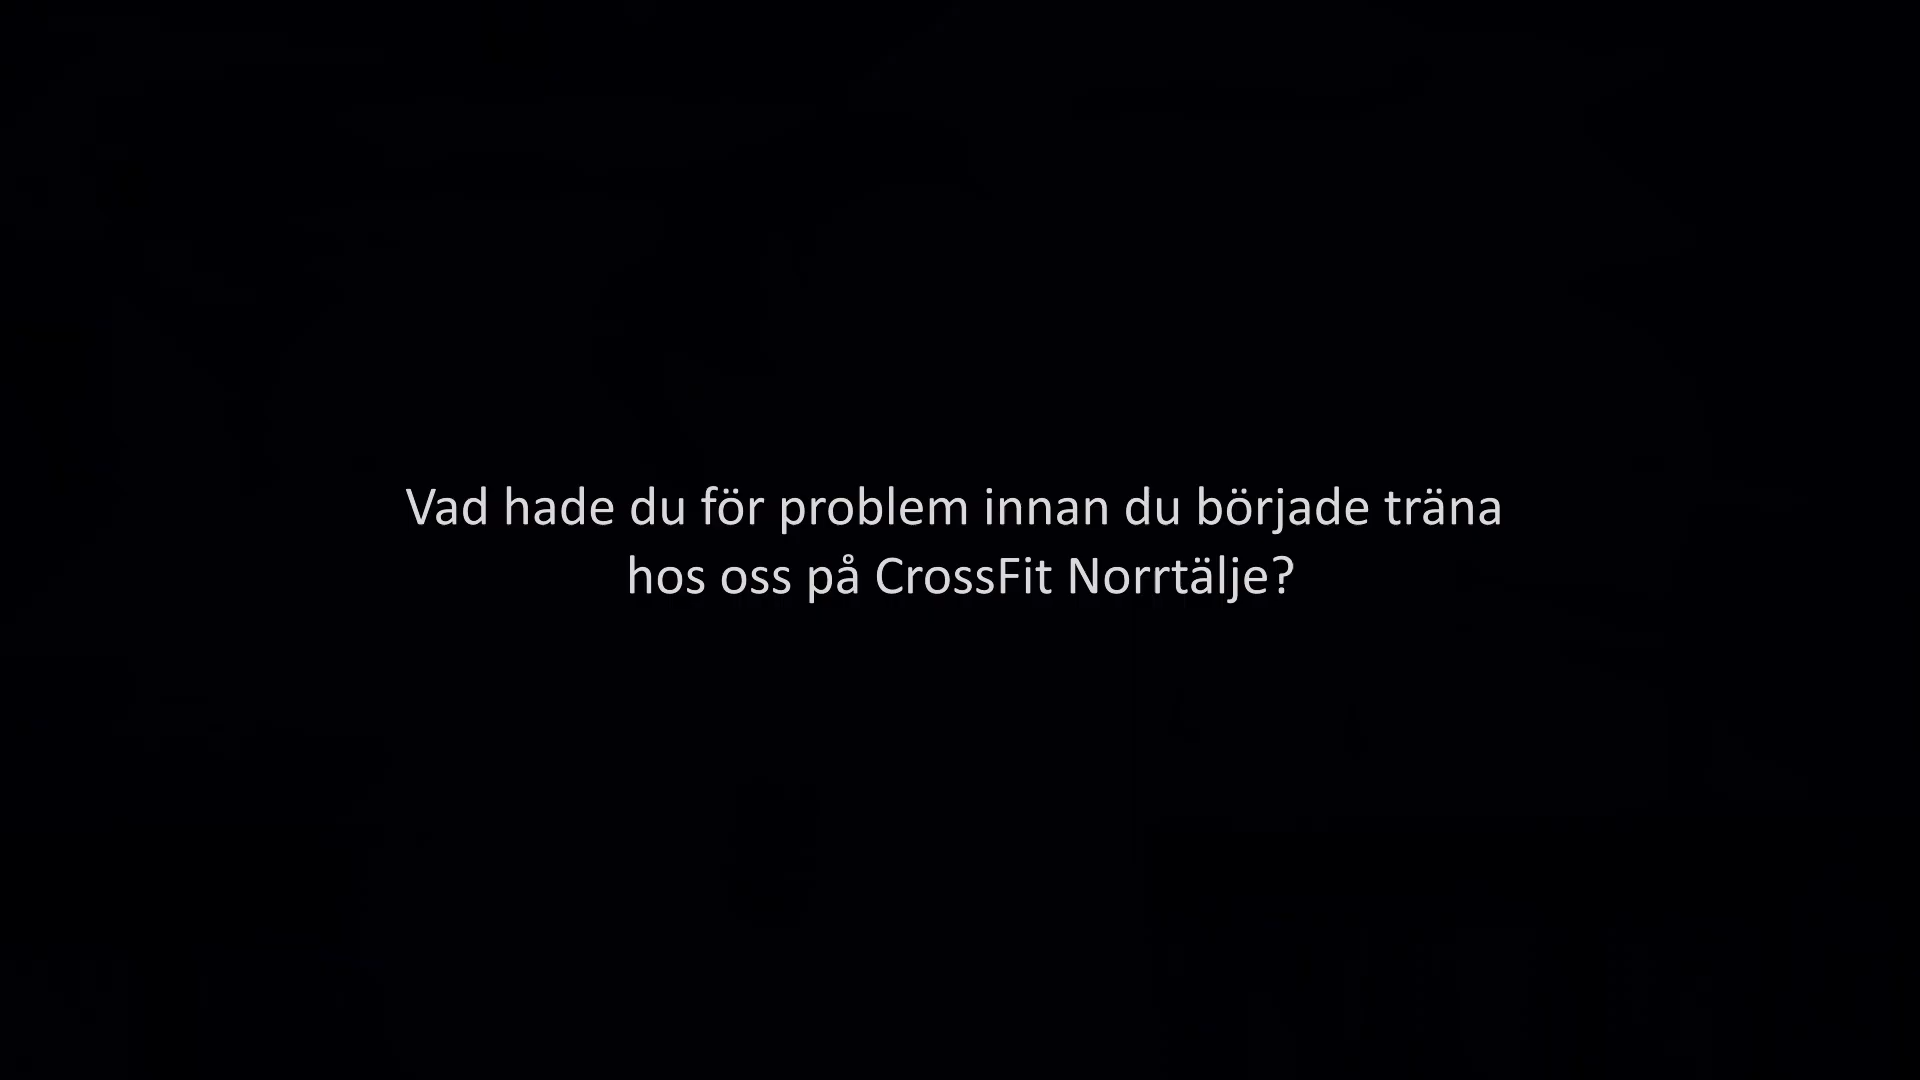 Vad hade du för problem innan du började träna
hos oss på CrossFit Norrtälje?